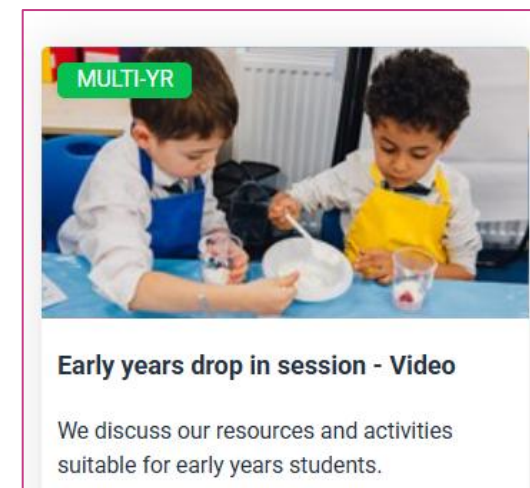 MULTI-YR
Early years drop in session - Video
We discuss our resources and activities
suitable for early years students.